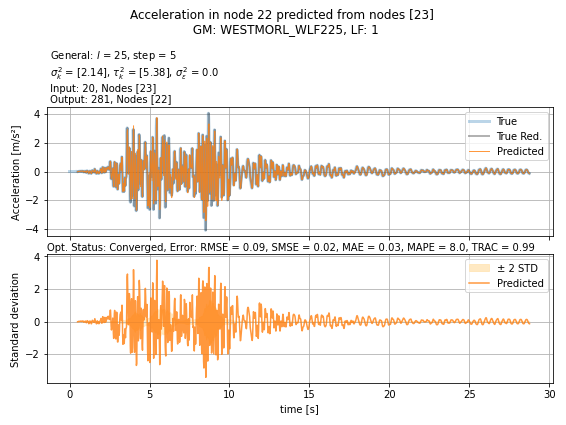 Acceleration in node 22 predicted from nodes [23]
GM: WESTMORL_WLF225, LF: 1
General: l = 25, step = 5
σ²ₖ = [2.14], τ²ₖ = [5.38], σ²ε = 0.0
Input: 20, Nodes [23]
Output: 281, Nodes [22]
Acceleration [m/s²]
4
2
0
−2
−4
True
True Red.
Predicted
Opt. Status: Converged, Error: RMSE = 0.09, SMSE = 0.02, MAE = 0.03, MAPE = 8.0, TRAC = 0.99
Standard deviation
4
2
0
−2
± 2 STD
Predicted
0 5 10 15 20 25 30
time [s]